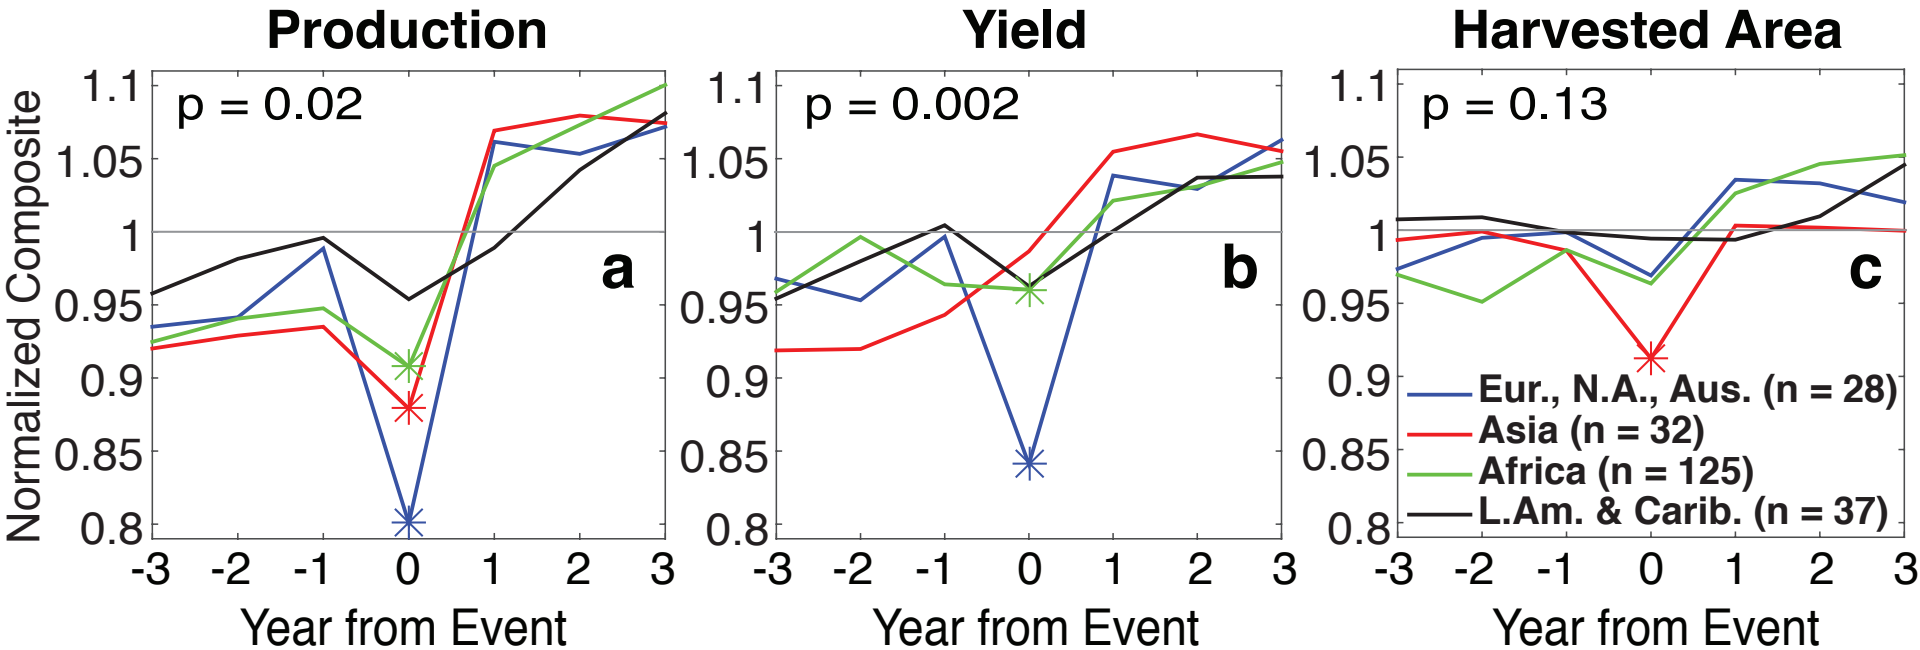 Production
Yield
Harvested Area
Normalized Composite
1.1
1.05
1
0.95
0.9
0.85
0.8
p = 0.02
a
-3 -2 -1 0 1 2 3
Year from Event
1.1
1.05
1
0.95
0.9
0.85
0.8
p = 0.002
b
-3 -2 -1 0 1 2 3
Year from Event
1.1
1.05
1
0.95
0.9
0.85
0.8
p = 0.13
c
Eur., N.A., Aus. (n = 28)
Asia (n = 32)
Africa (n = 125)
L.Am. & Carib. (n = 37)
-3 -2 -1 0 1 2 3
Year from Event